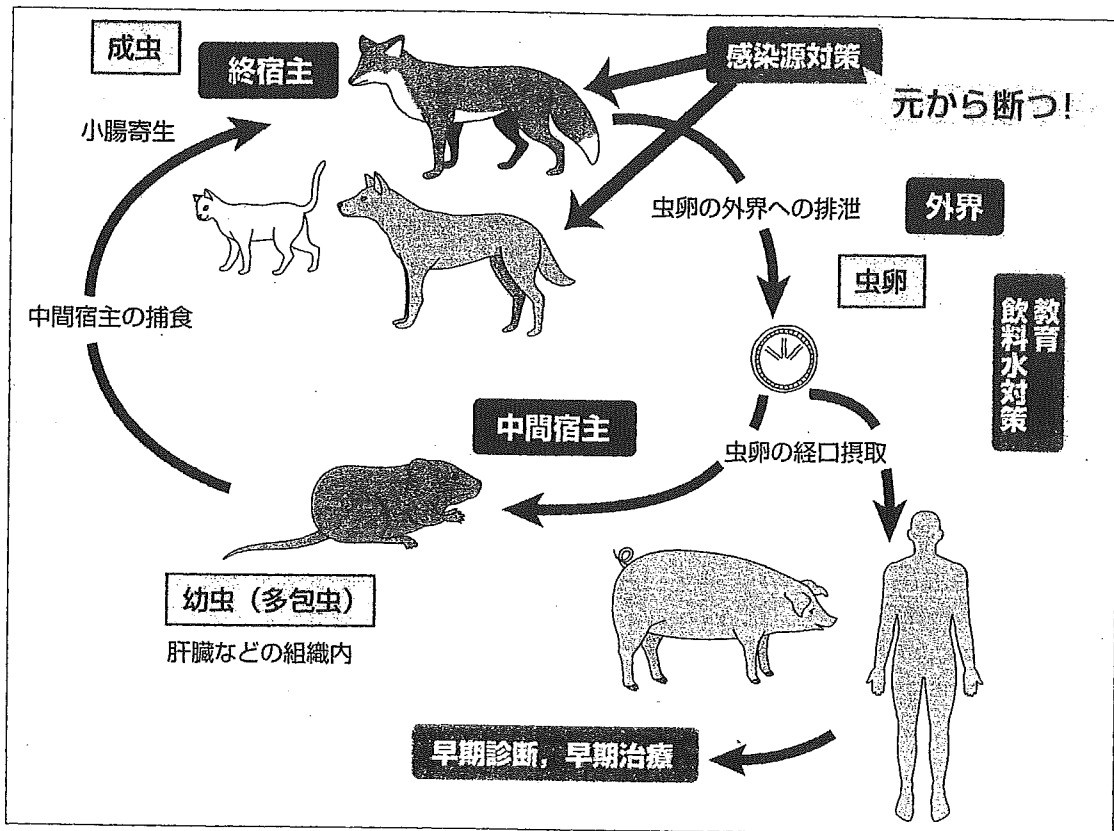 成虫
終宿主
感染源対策
元から断つ!
小腸寄生
虫卵の外界への排泄
外界
虫卵
教育
飲料水対策
中間宿主の捕食
中間宿主
虫卵の経口摂取
幼虫(多包虫)
肝臓などの組織内
早期診断,早期治療